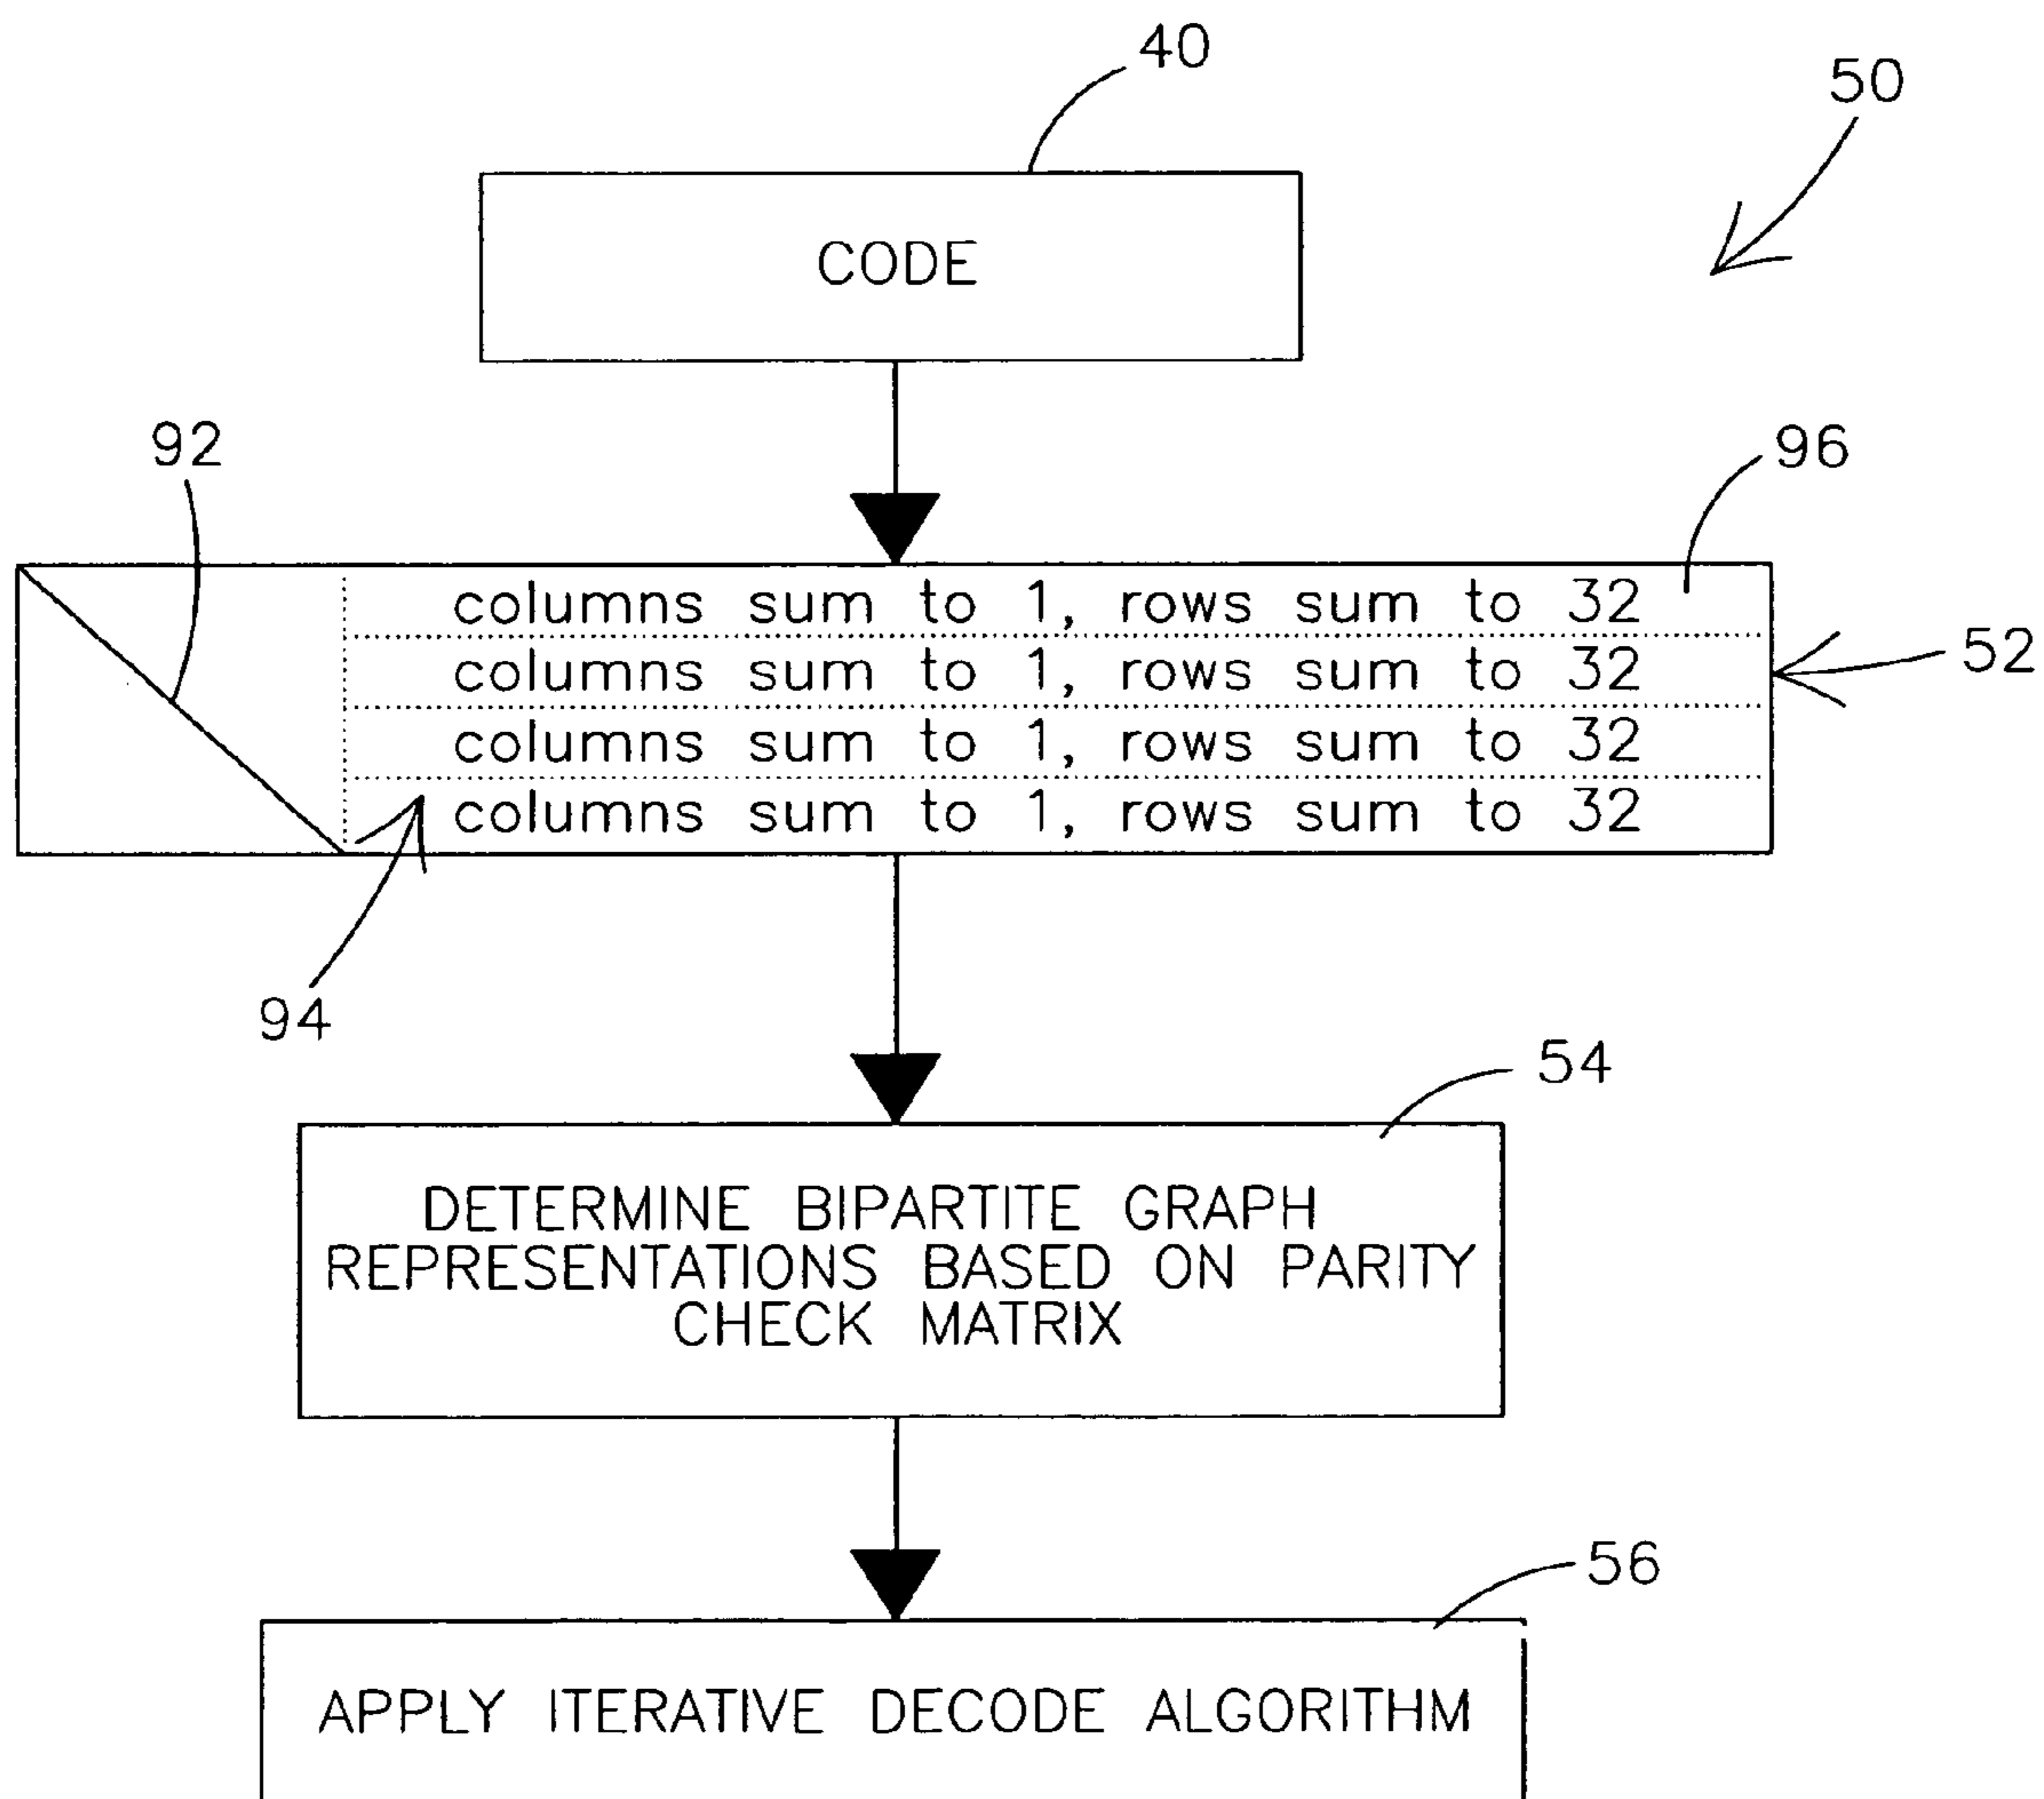 40
50
CODE
92
96
columns sum to 1, rows sum to 32
columns sum to 1, rows sum to 32
52
columns sum to 1, rows sum to 32
columns sum to 1, rows sum to 32
94
54
DETERMINE BIPARTITE GRAPH
REPRESENTATIONS BASED ON PARITY
CHECK MATRIX
56
APPLY ITERATIVE DECODE ALGORITHM